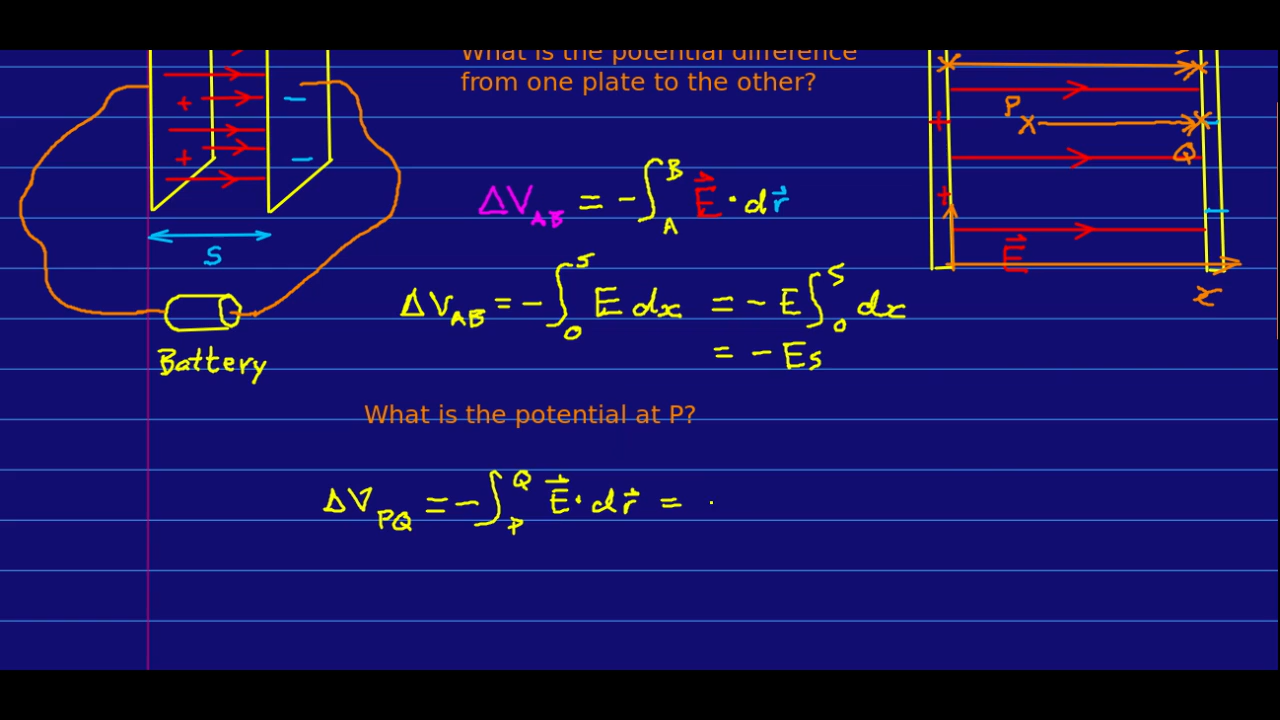 What is the potential difference
from one plate to the other?
+ −
+ −
S
Battery
ΔV_AB = -∫_A^B E⃗ · dr⃗
ΔV_AB = -∫_0^S E dx = - E ∫_0^S dx
= - Es
P
Q
+ −
+ −
E⃗
x
What is the potential at P?
ΔV_PQ = -∫_P^Q E⃗ · dr⃗ =